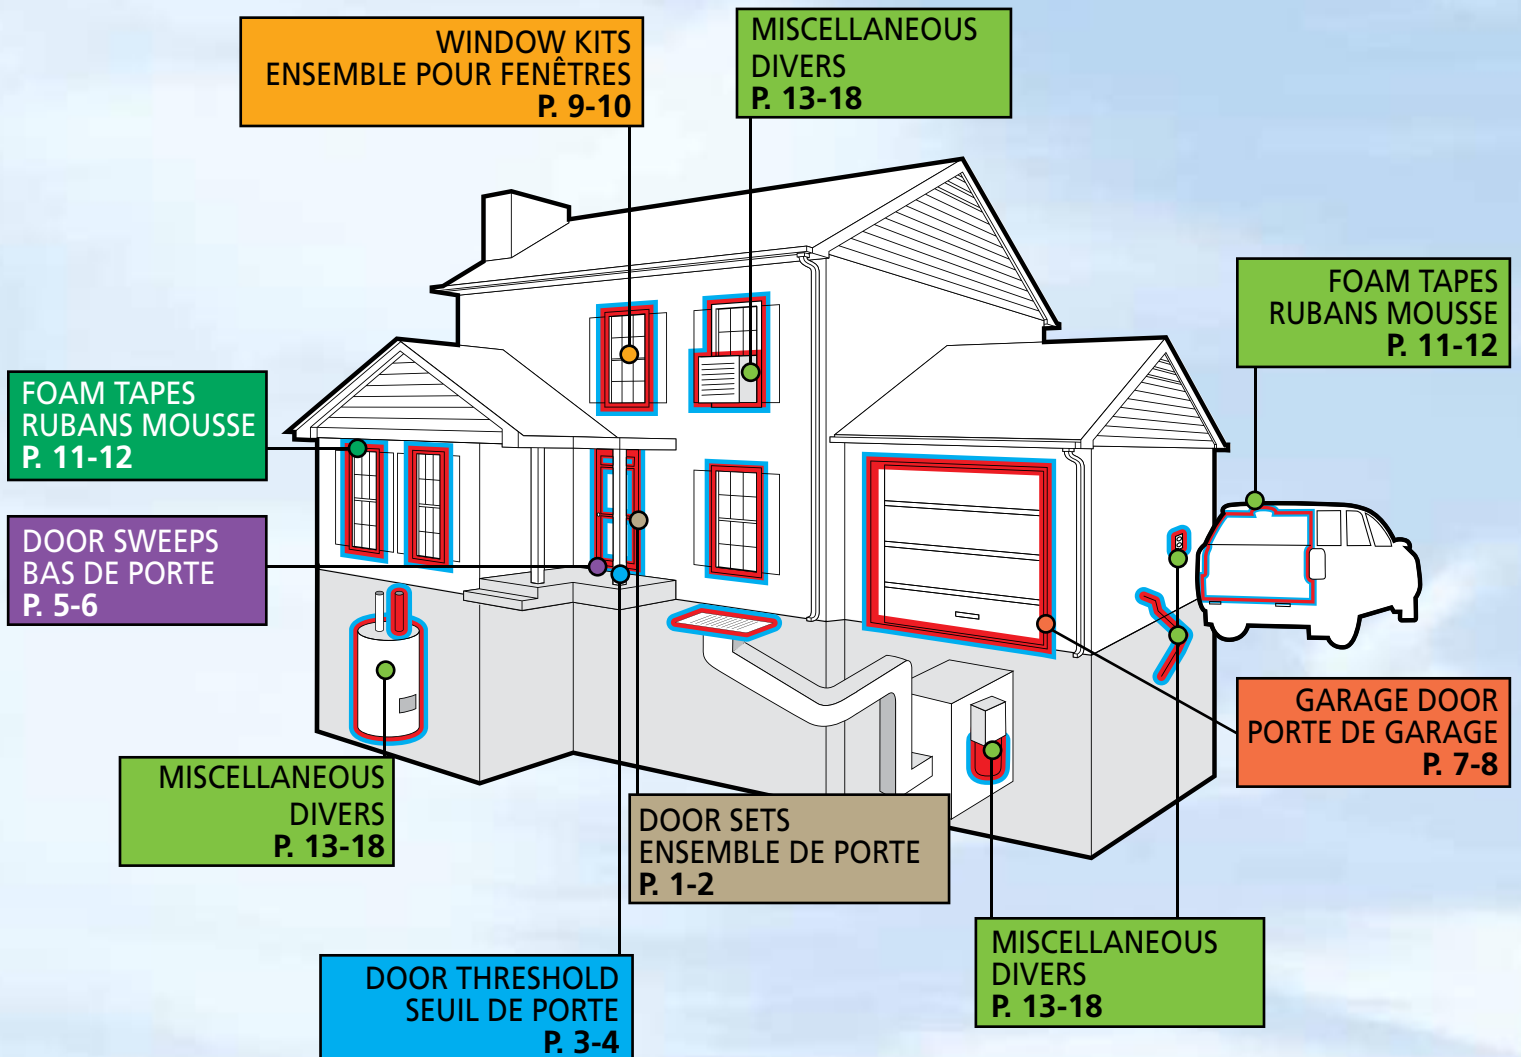 WINDOW KITS
ENSEMBLE POUR FENÊTRES
P. 9-10
MISCELLANEOUS
DIVERS
P. 13-18
FOAM TAPES
RUBANS MOUSSE
P. 11-12
FOAM TAPES
RUBANS MOUSSE
P. 11-12
DOOR SWEEPS
BAS DE PORTE
P. 5-6
GARAGE DOOR
PORTE DE GARAGE
P. 7-8
MISCELLANEOUS
DIVERS
P. 13-18
DOOR SETS
ENSEMBLE DE PORTE
P. 1-2
MISCELLANEOUS
DIVERS
P. 13-18
DOOR THRESHOLD
SEUIL DE PORTE
P. 3-4